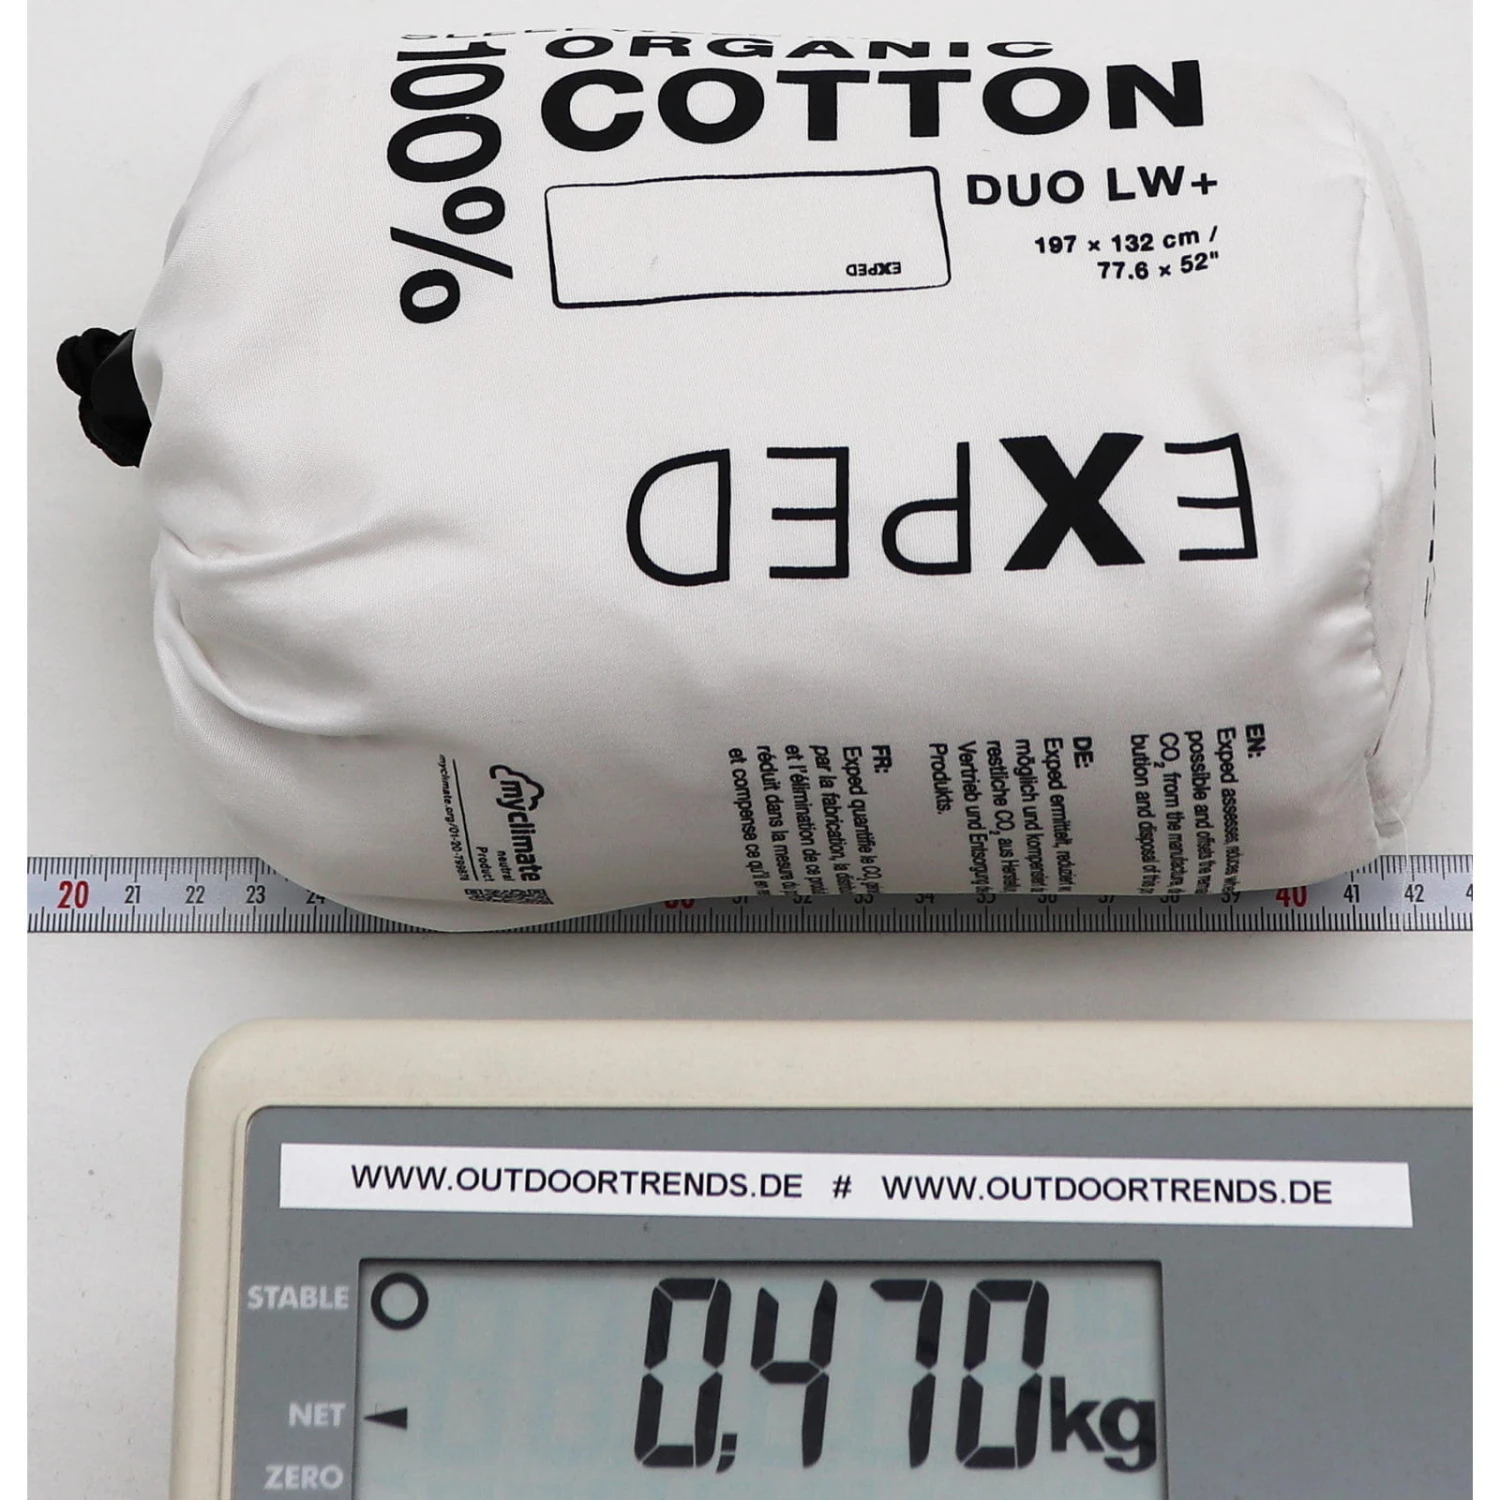 100%
ORGANIC
COTTON
DUO LW+
197 × 132 cm /
77.6 × 52"
EXPED
EXPED
EN:
Exped assesses, reduces,
possible and offsets the
CO₂ from the manufacture,
bution and disposal of this
DE:
Exped ermittelt, reduziert
möglich und kompensiert
restliche CO₂ aus
Vertrieb und Entsorgung
Produkts.
FR:
Exped quantifie le CO₂
par la fabrication, la
et l'élimination de ce
réduit dans la mesure du
et compense ce qu'il
myclimate
neutral
Product
20 21 22 23 24 30 31 32 33 34 35 36 37 38 39 40 41 42
WWW.OUTDOORTRENDS.DE # WWW.OUTDOORTRENDS.DE
STABLE
0,470kg
NET
ZERO